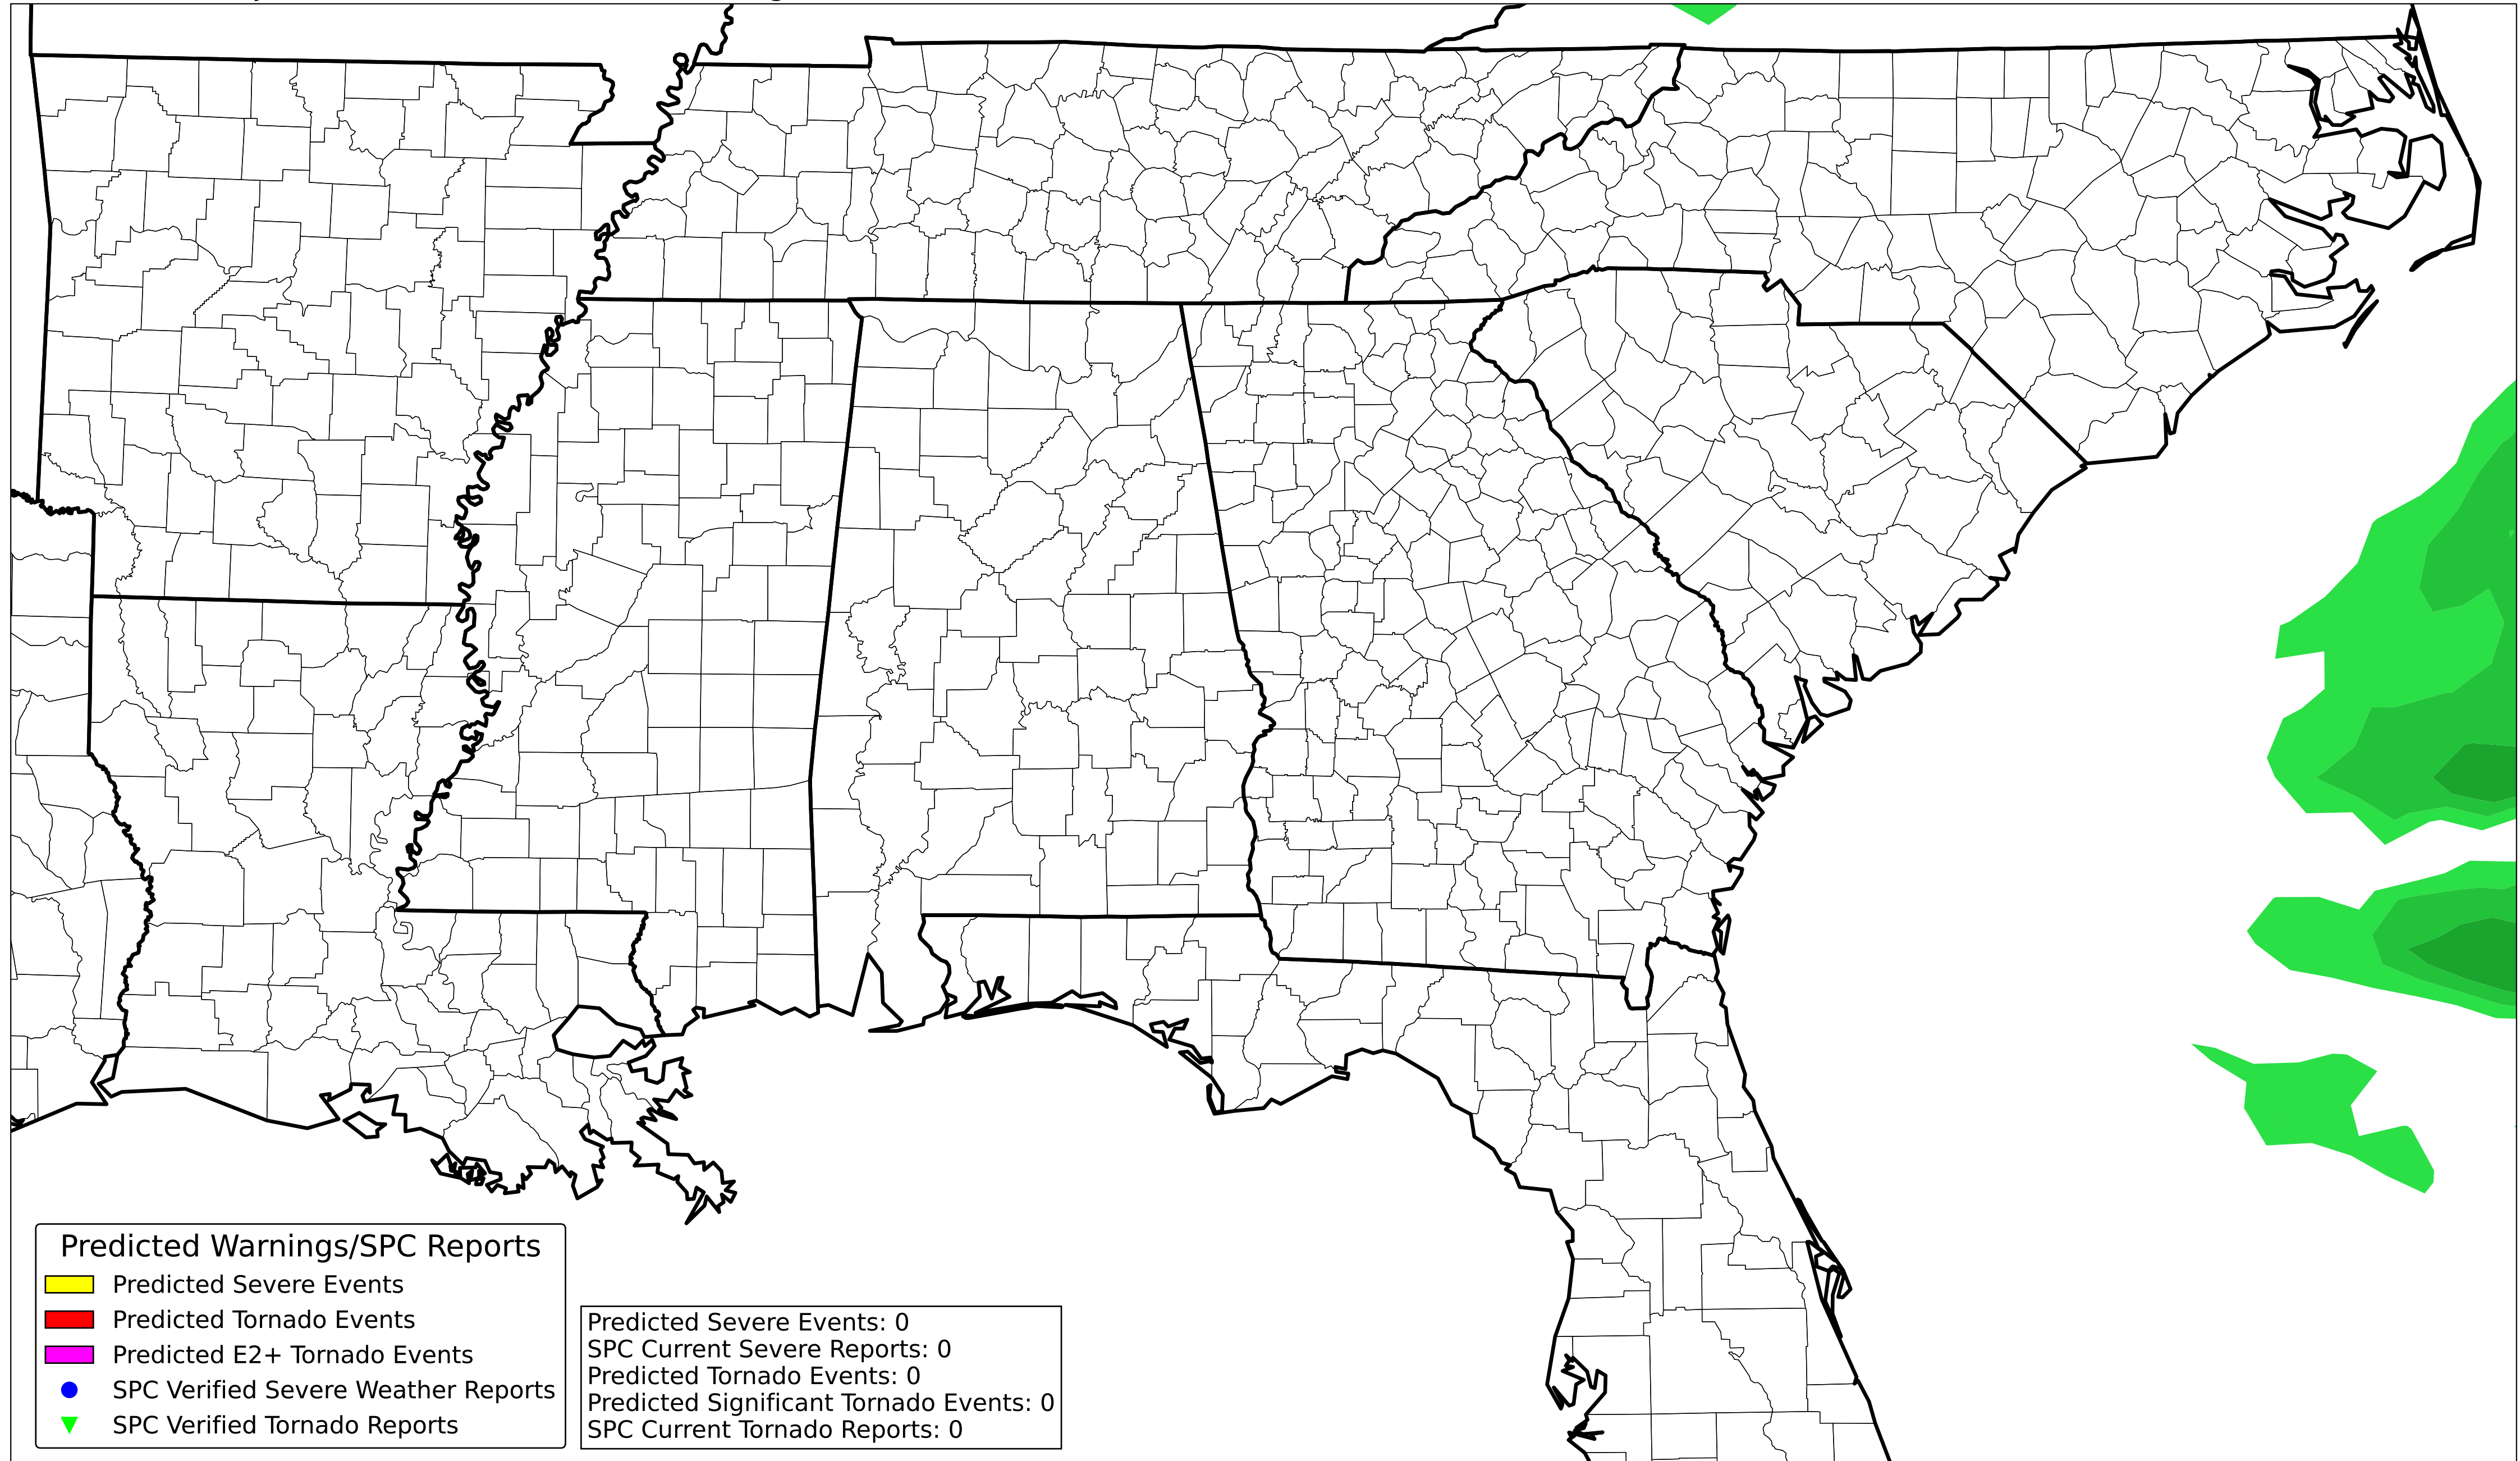 Predicted Warnings/SPC Reports
Predicted Severe Events
Predicted Tornado Events
Predicted E2+ Tornado Events
SPC Verified Severe Weather Reports
SPC Verified Tornado Reports
Predicted Severe Events: 0
SPC Current Severe Reports: 0
Predicted Tornado Events: 0
Predicted Significant Tornado Events: 0
SPC Current Tornado Reports: 0